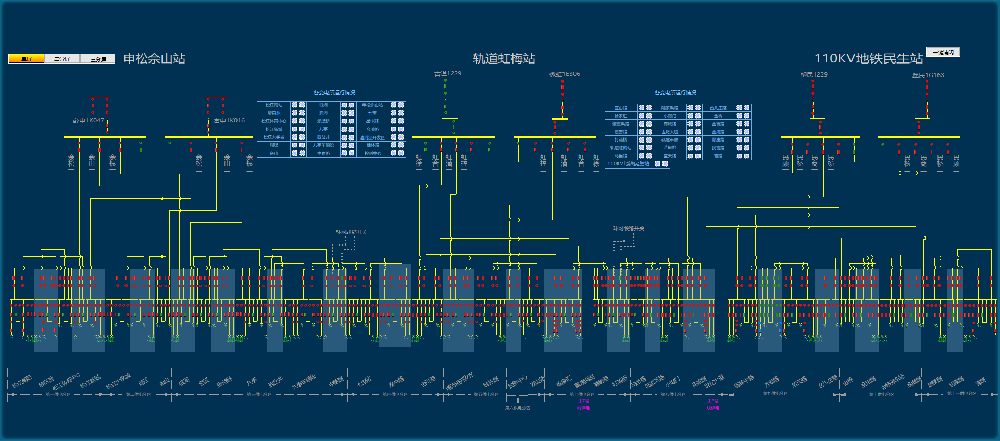 单屏
二分屏
三分屏
申松佘山站
轨道虹梅站
110KV地铁民生站
一键清闪
古道1229
微虹1E306
柳民1229
墨民1G163
薛申1K047
富申1K016
各变电所运行情况
松江南站 银湖 申松佘山站
醉白池 泗泾 七宝
松江体育中心 张泾桥 星中路
松江新城 九亭 合川路
松江大学城 西岔井 漕河泾开发区
洞泾 九亭车辆段 桂林路
佘山 中春路 控制中心
各变电所运行情况
宜山路 陆家浜路 台儿庄路
徐家汇 小南门 金桥
肇嘉浜路 商城路 金吉路
嘉善路 世纪大道 金海路
打浦桥 杨高中路 顾唐路
轨道虹梅站 芳甸路 民雷路
马当路 蓝天路 曹路
110KV地铁民生站
佘松一
佘山一
佘银一
佘松二
佘山二
佘银二
虹徐一
虹合一
虹漕一
虹控一
虹控二
虹漕二
虹合二
虹徐二
民顾一
民桥一
民商一
民杨一
民杨二
民商二
民桥二
民顾二
环网联络开关
环网联络开关
松江南站
醉白池
松江体育中心
松江新城
松江大学城
洞泾
佘山
银湖
泗泾
张泾桥
九亭
西岔井
九亭车辆段
中春路
七宝站
星中路
合川路
漕河泾开发区
桂林路
控制中心
宜山路
徐家汇
肇嘉浜路
嘉善路
打浦桥
马当路
陆家浜路
小南门
商城路
世纪大道
杨高中路
芳甸路
蓝天路
台儿庄路
金桥
金吉路
金桥停车场
金海路
顾唐路
民雷路
曹路
第一供电分区
第二供电分区
第三供电分区
第四供电分区
第五供电分区
第六供电分区
第七供电分区
第八供电分区
第九供电分区
第十供电分区
第十一供电分区
由7号
线供电
由2号
线供电